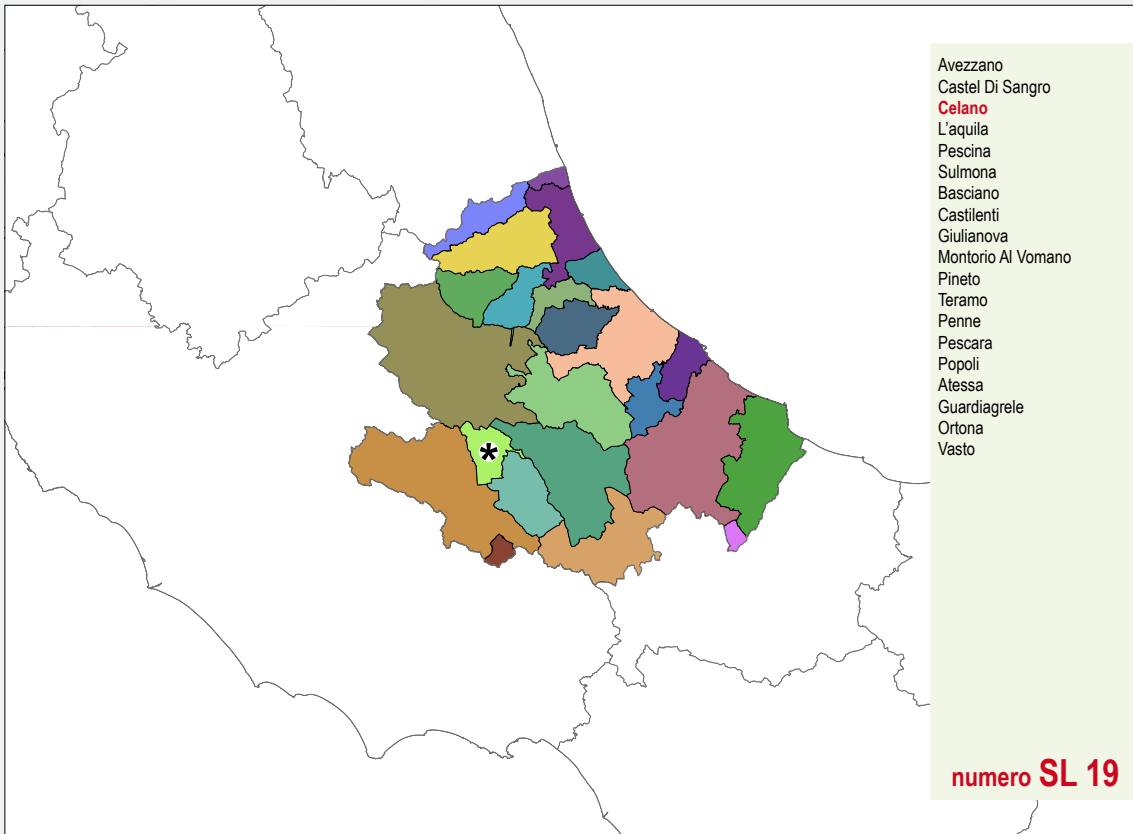 Avezzano
Castel Di Sangro
Celano
L'aquila
Pescina
Sulmona
Basciano
Castilenti
Giulianova
Montorio Al Vomano
Pineto
Teramo
Penne
Pescara
Popoli
Atessa
Guardiagrele
Ortona
Vasto
*
numero SL 19